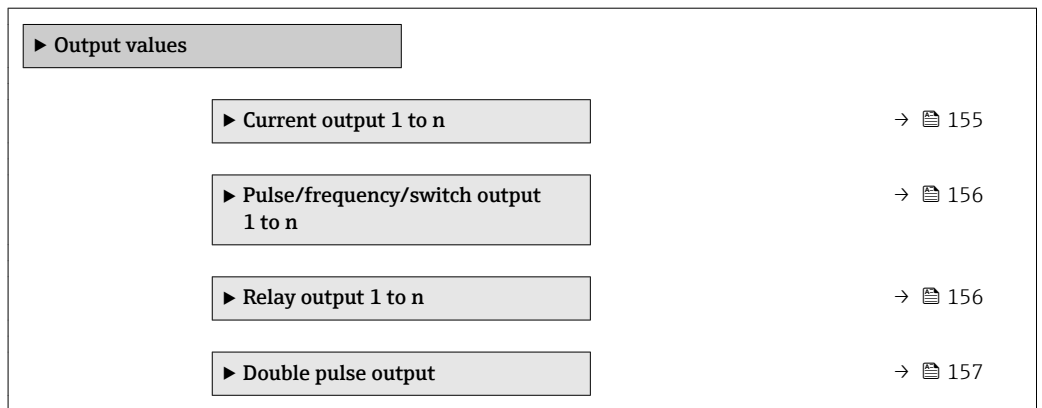 ▶ Output values
▶ Current output 1 to n → 155
▶ Pulse/frequency/switch output → 156
1 to n
▶ Relay output 1 to n → 156
▶ Double pulse output → 157